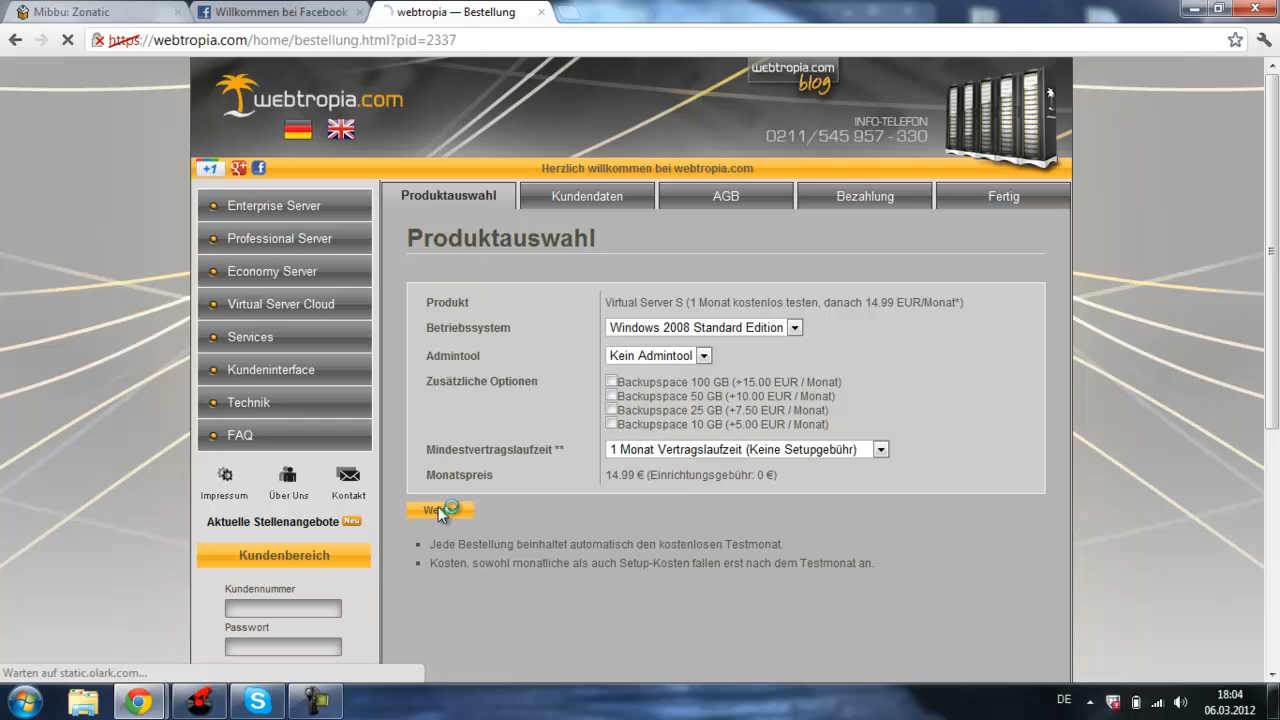 Mibbu: Zonatic
Willkommen bei Facebook
webtropia — Bestellung
https://webtropia.com/home/bestellung.html?pid=2337
webtropia.com
webtropia.com
blog
INFO-TELEFON
0211/545 957 - 330
+1
Herzlich willkommen bei webtropia.com
Produktauswahl
Kundendaten
AGB
Bezahlung
Fertig
Enterprise Server
Professional Server
Economy Server
Virtual Server Cloud
Services
Kundeninterface
Technik
FAQ
Impressum
Über Uns
Kontakt
Aktuelle Stellenangebote Neu
Kundenbereich
Kundennummer
Passwort
Produktauswahl
Produkt Virtual Server S (1 Monat kostenlos testen, danach 14.99 EUR/Monat*)
Betriebssystem Windows 2008 Standard Edition
Admintool Kein Admintool
Zusätzliche Optionen Backupspace 100 GB (+15.00 EUR / Monat)
Backupspace 50 GB (+10.00 EUR / Monat)
Backupspace 25 GB (+7.50 EUR / Monat)
Backupspace 10 GB (+5.00 EUR / Monat)
Mindestvertragslaufzeit ** 1 Monat Vertragslaufzeit (Keine Setupgebühr)
Monatspreis 14.99 € (Einrichtungsgebühr: 0 €)
Jede Bestellung beinhaltet automatisch den kostenlosen Testmonat.
Kosten, sowohl monatliche als auch Setup-Kosten fallen erst nach dem Testmonat an.
Warten auf static.olark.com...
DE
18:04
06.03.2012